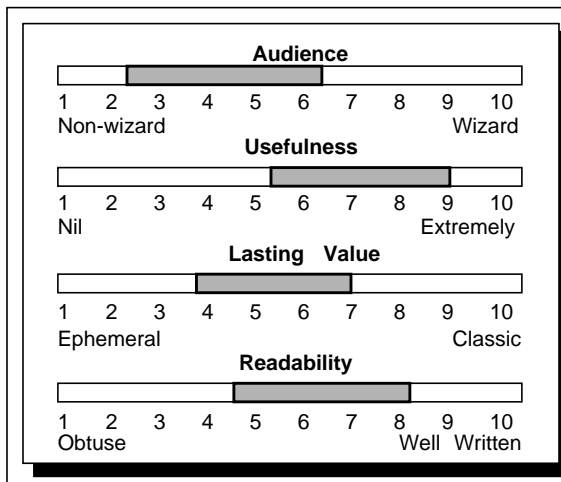 Audience
1 2 3 4 5 6 7 8 9 10
Non-wizard Wizard
Usefulness
1 2 3 4 5 6 7 8 9 10
Nil Extremely
Lasting Value
1 2 3 4 5 6 7 8 9 10
Ephemeral Classic
Readability
1 2 3 4 5 6 7 8 9 10
Obtuse Well Written